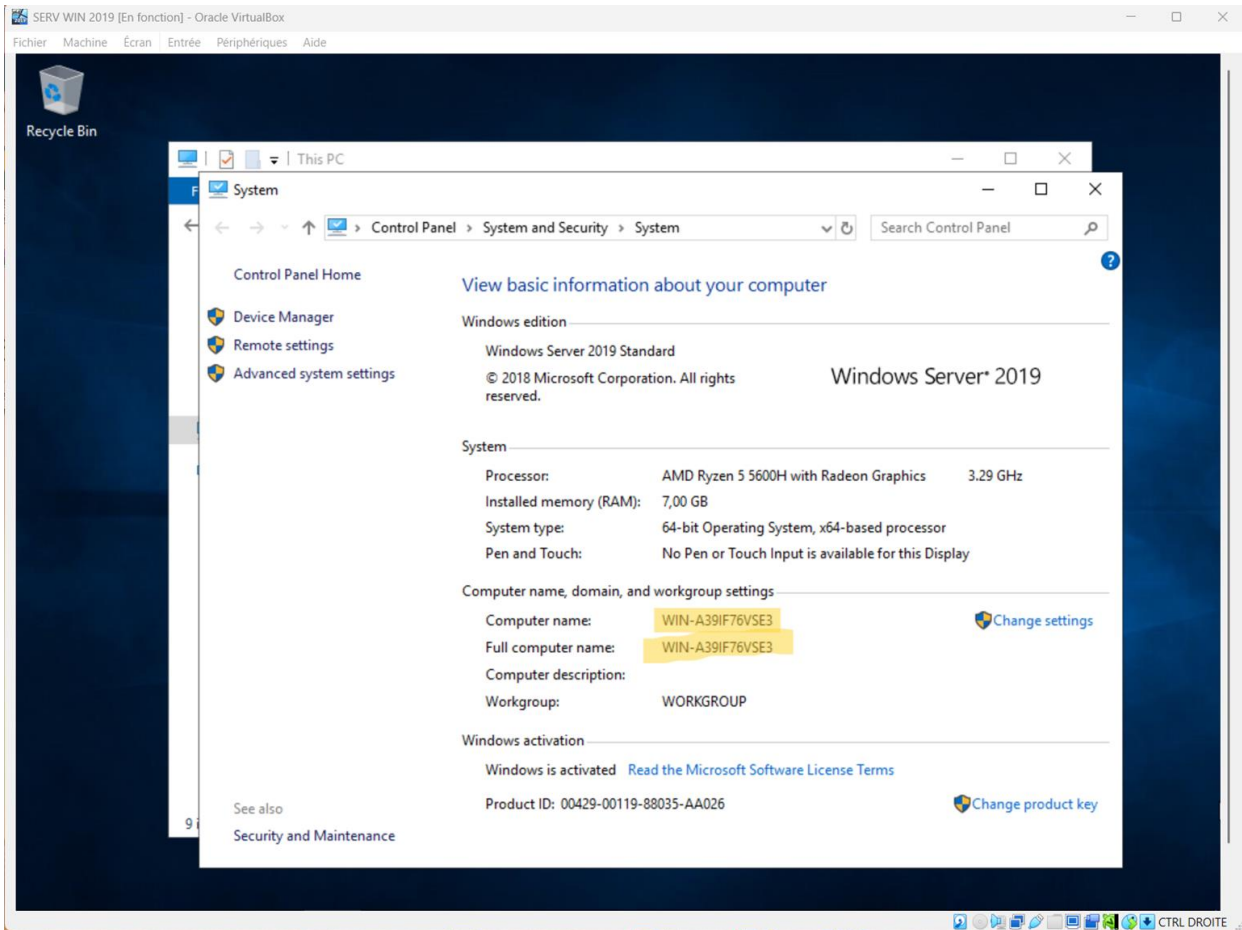 SERV WIN 2019 [En fonction] - Oracle VirtualBox
Fichier Machine Écran Entrée Périphériques Aide
Recycle Bin
This PC
F
System
Control Panel › System and Security › System
Search Control Panel
Control Panel Home
Device Manager
Remote settings
Advanced system settings
View basic information about your computer
Windows edition
Windows Server 2019 Standard
© 2018 Microsoft Corporation. All rights
reserved.
Windows Server 2019
System
Processor: AMD Ryzen 5 5600H with Radeon Graphics 3.29 GHz
Installed memory (RAM): 7,00 GB
System type: 64-bit Operating System, x64-based processor
Pen and Touch: No Pen or Touch Input is available for this Display
Computer name, domain, and workgroup settings
Computer name: WIN-A39IF76VSE3
Change settings
Full computer name: WIN-A39IF76VSE3
Computer description:
Workgroup: WORKGROUP
Windows activation
Windows is activated Read the Microsoft Software License Terms
Product ID: 00429-00119-88035-AA026
Change product key
See also
Security and Maintenance
9
CTRL DROITE